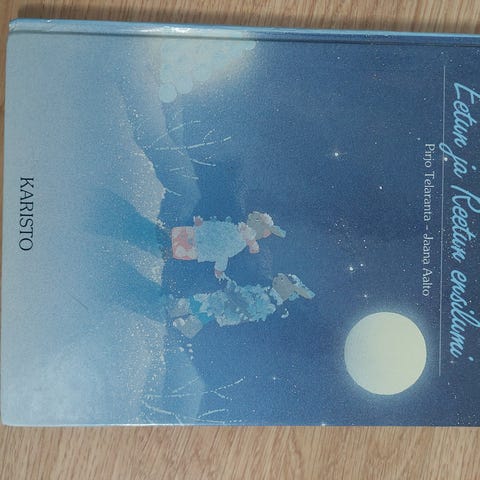 Eetun ja Reetun ensilumi
Pirjo Telaranta – Jaana Aalto
KARISTO